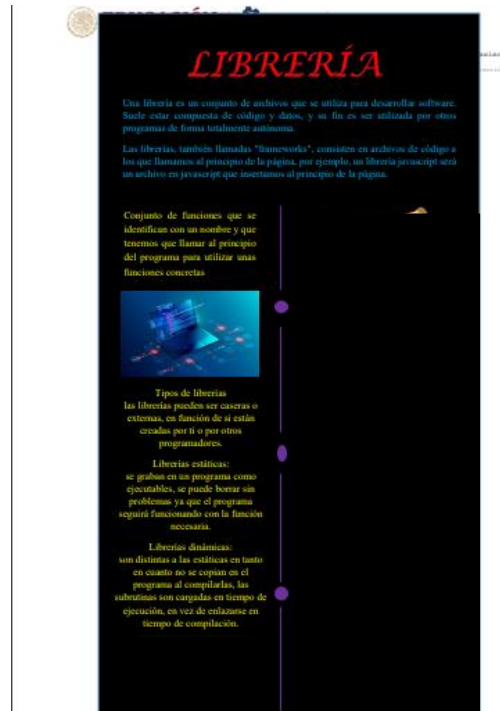 LIBRERÍA
Una librería es un conjunto de archivos que se utiliza para desarrollar software.
Suele estar compuesta de código y datos, y su fin es ser utilizada por otros
programas de forma totalmente autónoma.
Las librerías, también llamadas "frameworks", consisten en archivos de código a
los que llamamos al principio de la página, por ejemplo, un librería javascript será
un archivo en javascript que insertamos al principio de la página.
Conjunto de funciones que se
identifican con un nombre y que
tenemos que llamar al principio
del programa para utilizar unas
funciones concretas
Tipos de librerías
las librerías pueden ser caseras o
externas, en función de si están
creadas por ti o por otros
programadores.
Librerías estáticas:
se graban en un programa como
ejecutables, se puede borrar sin
problemas ya que el programa
seguirá funcionando con la función
necesaria.
Librerías dinámicas:
son distintas a las estáticas en tanto
en cuanto no se copian en el
programa al compilarlas, las
subrutinas son cargadas en tiempo de
ejecución, en vez de enlazarse en
tiempo de compilación.